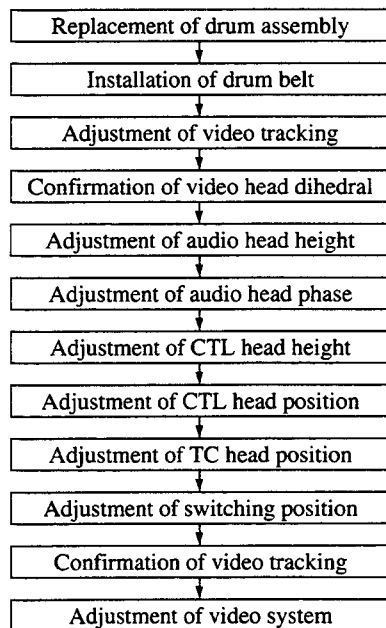 Replacement of drum assembly
Installation of drum belt
Adjustment of video tracking
Confirmation of video head dihedral
Adjustment of audio head height
Adjustment of audio head phase
Adjustment of CTL head height
Adjustment of CTL head position
Adjustment of TC head position
Adjustment of switching position
Confirmation of video tracking
Adjustment of video system